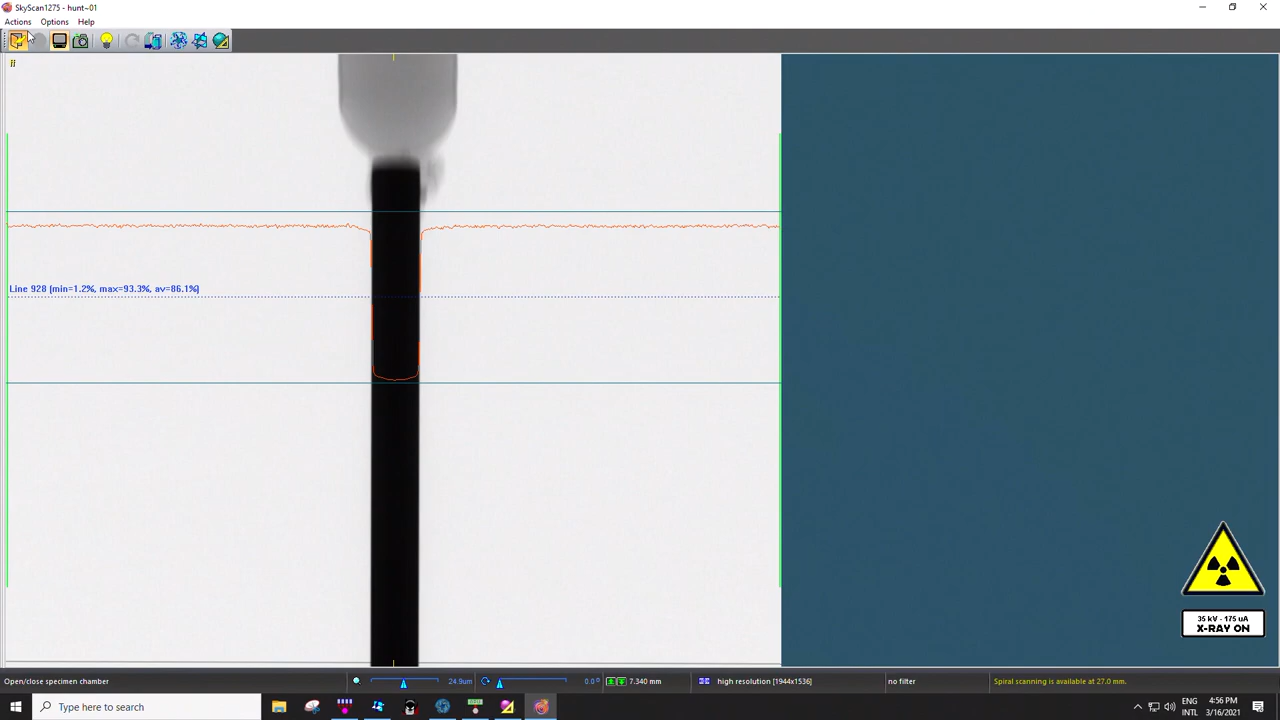 SkyScan1275 - hunt~01
Actions Options Help
Line 928 (min=1.2%, max=93.3%, av=86.1%)
35 kV - 175 uA
X-RAY ON
Open/close specimen chamber 24.9um 0.0° 7.340 mm high resolution [1944x1536] no filter Spiral scanning is available at 27.0 mm.
Type here to search
ENG
INTL
4:56 PM
3/16/2021